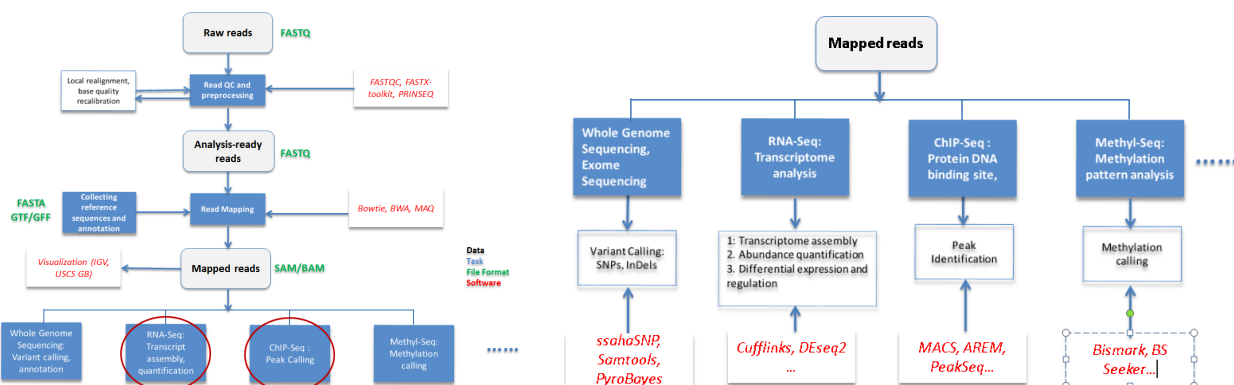 Raw reads
FASTQ
Local realignment,
base quality
recalibration
Read QC and
preprocessing
FASTQC, FASTX-
toolkit, PRINSEQ
Analysis-ready
reads
FASTQ
FASTA
GTF/GFF
Collecting
reference
sequences and
annotation
Read Mapping
Bowtie, BWA, MAQ
Visualization (IGV,
USCS GB)
Mapped reads
SAM/BAM
Data
Task
File Format
Software
Whole Genome
Sequencing:
Variant calling,
annotation
RNA-Seq:
Transcript
assembly,
quantification
ChIP-Seq :
Peak Calling
Methyl-Seq:
Methylation
calling
......
Mapped reads
Whole Genome
Sequencing,
Exome
Sequencing
RNA-Seq:
Transcriptome
analysis
ChIP-Seq :
Protein DNA
binding site,
Methyl-Seq:
Methylation
pattern analysis
......
Variant Calling:
SNPs, InDels
1: Transcriptome assembly
2. Abundance quantification
3. Differential expression and
regulation
Peak
Identification
Methylation
calling
ssahaSNP,
Samtools,
PyroBayes
Cufflinks, DEseq2
...
MACS, AREM,
PeakSeq...
Bismark, BS
Seeker...